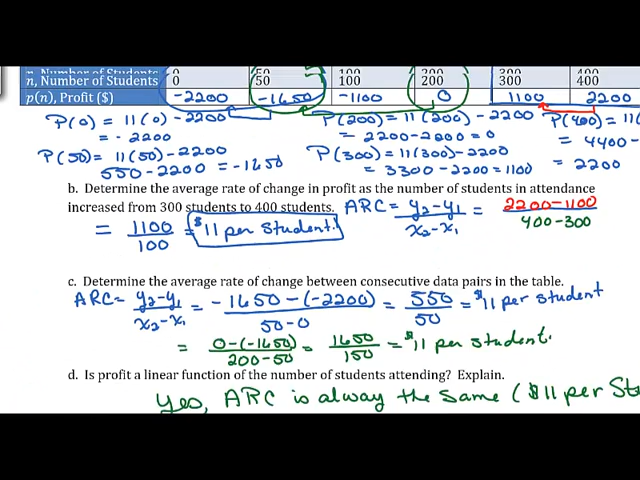 n, Number of Students
n, Number of Students 0 50 100 200 300 400
p(n), Profit ($) -2200 -1650 -1100 0 1100 2200
P(0) = 11(0) -2200
= -2200
P(50) = 11(50) -2200
550 -2200 = -1650
P(200) = 11(200) -2200
= 2200-2200 = 0
P(300) = 11(300) -2200
= 3300 -2200 = 1100
P(400) = 11(
= 4400 -
= 2200
b. Determine the average rate of change in profit as the number of students in attendance
increased from 300 students to 400 students. ARC = y2-y1 / x2-x1 = 2200-1100 / 400-300
= 1100 / 100 = $11 per student.
c. Determine the average rate of change between consecutive data pairs in the table.
ARC = y2-y1 / x2-x1 = -1650 -(-2200) / 50-0 = 550 / 50 = $11 per student
= 0-(-1650) / 200-50 = 1650 / 150 = $11 per student.
d. Is profit a linear function of the number of students attending? Explain.
Yes, ARC is alway the same ($11 per St